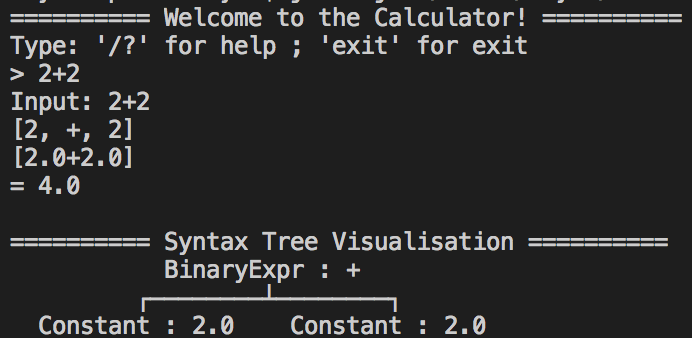 ========== Welcome to the Calculator! ==========
Type: '/?' for help ; 'exit' for exit
> 2+2
Input: 2+2
[2, +, 2]
[2.0+2.0]
= 4.0
========== Syntax Tree Visualisation ==========
BinaryExpr : +
Constant : 2.0    Constant : 2.0